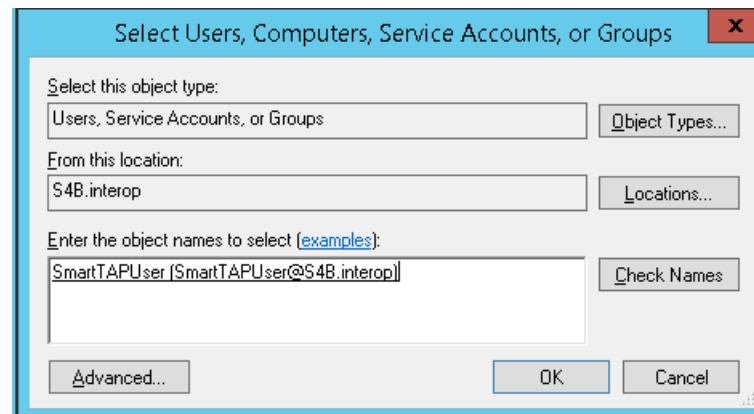 Select Users, Computers, Service Accounts, or Groups
x
Select this object type:
Users, Service Accounts, or Groups
Object Types...
From this location:
S4B.interop
Locations...
Enter the object names to select (examples):
SmartTAPUser (SmartTAPUser@S4B.interop)
Check Names
Advanced...
OK
Cancel